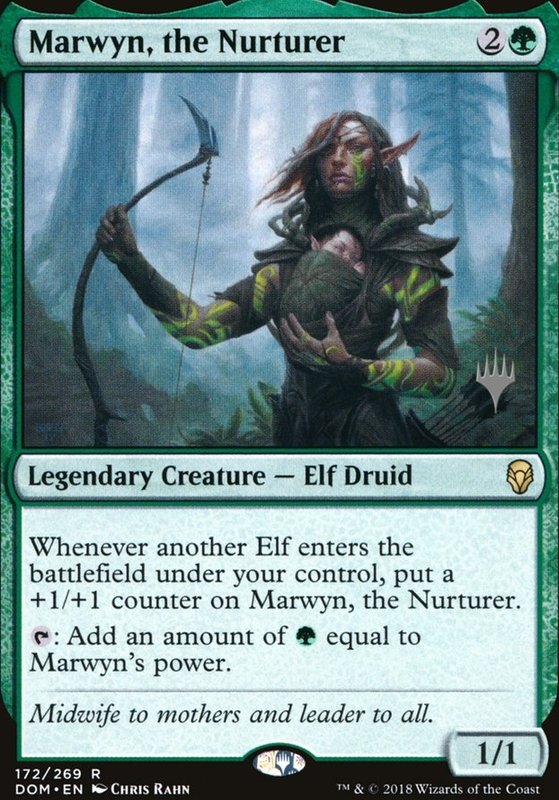 Marwyn, the Nurturer 2
Legendary Creature — Elf Druid
Whenever another Elf enters the
battlefield under your control, put a
+1/+1 counter on Marwyn, the Nurturer.
: Add an amount of equal to
Marwyn's power.
Midwife to mothers and leader to all.
1/1
172/269 R
DOM • EN Chris Rahn
™ & © 2018 Wizards of the Coast